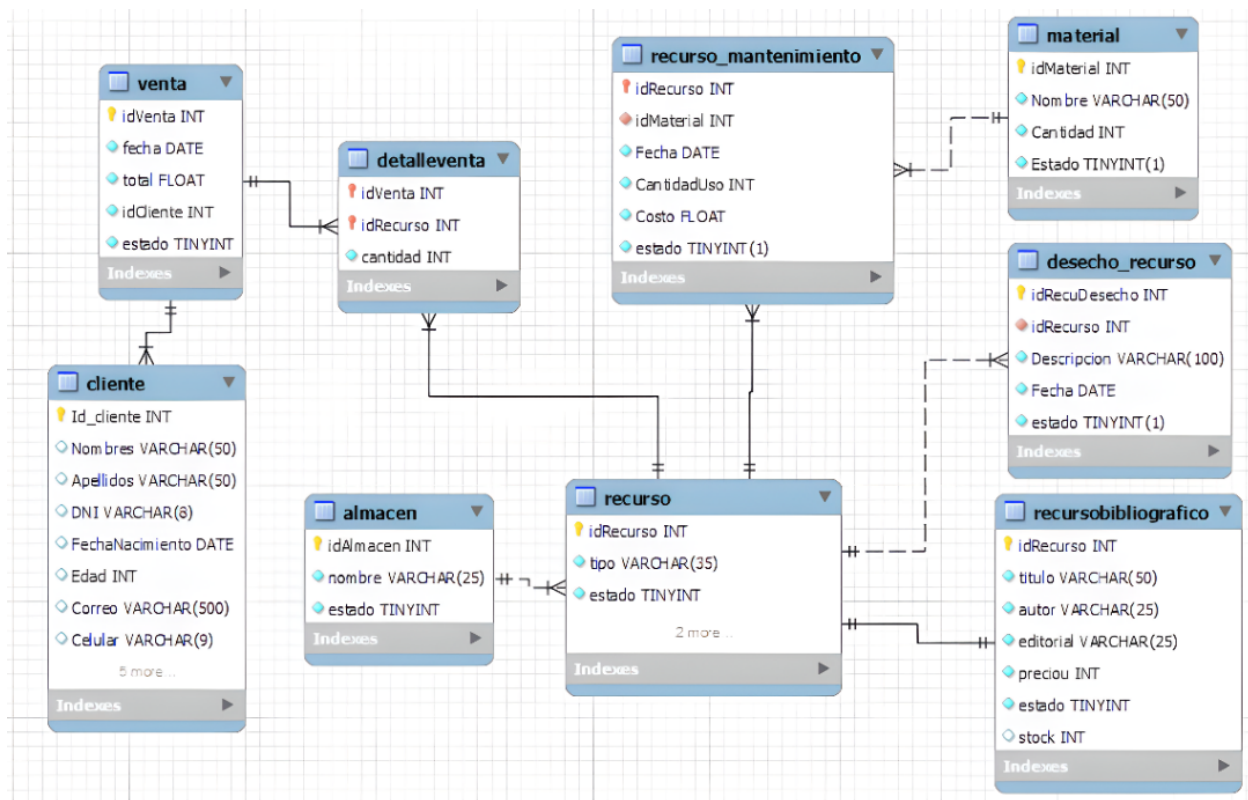 venta
idVenta INT
fecha DATE
total FLOAT
idCliente INT
estado TINYINT
Indexes
detalleventa
idVenta INT
idRecurso INT
cantidad INT
Indexes
recurso_mantenimiento
idRecurso INT
idMaterial INT
Fecha DATE
CantidadUso INT
Costo FLOAT
estado TINYINT(1)
Indexes
material
idMaterial INT
Nombre VARCHAR(50)
Cantidad INT
Estado TINYINT(1)
Indexes
desecho_recurso
idRecuDesecho INT
idRecurso INT
Descripcion VARCHAR(100)
Fecha DATE
estado TINYINT(1)
Indexes
cliente
Id_cliente INT
Nombres VARCHAR(50)
Apellidos VARCHAR(50)
DNI VARCHAR(8)
FechaNacimiento DATE
Edad INT
Correo VARCHAR(500)
Celular VARCHAR(9)
5 more...
Indexes
almacen
idAlmacen INT
nombre VARCHAR(25)
estado TINYINT
Indexes
recurso
idRecurso INT
tipo VARCHAR(35)
estado TINYINT
2 more...
Indexes
recursobibliografico
idRecurso INT
titulo VARCHAR(50)
autor VARCHAR(25)
editorial VARCHAR(25)
preciou INT
estado TINYINT
stock INT
Indexes